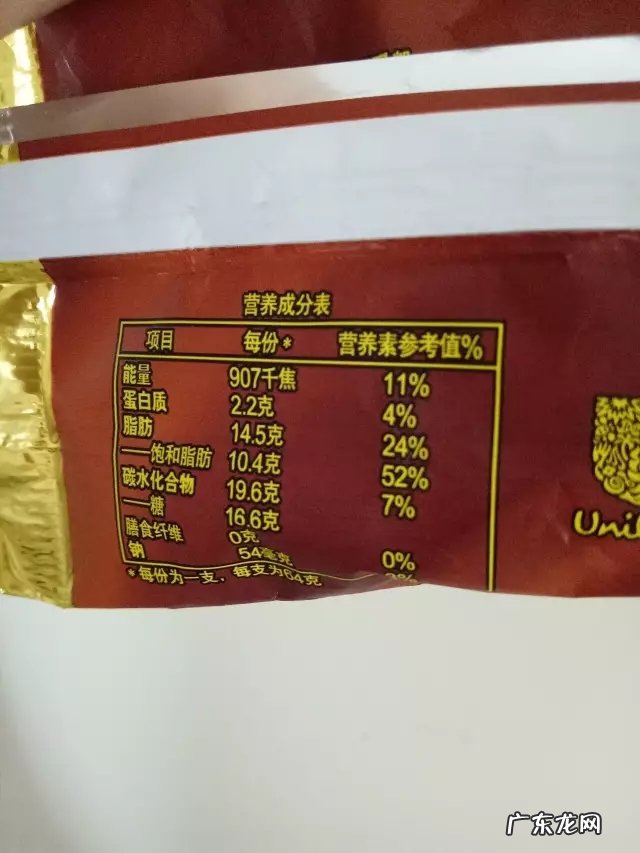 营养成分表
项目 每份* 营养素参考值%
能量 907千焦 11%
蛋白质 2.2克 4%
脂肪 14.5克 24%
——饱和脂肪 10.4克 52%
碳水化合物 19.6克 7%
——糖 16.6克
膳食纤维 0克 0%
钠 54毫克
*每份为一支，每支为64克
Unil
广东龙网